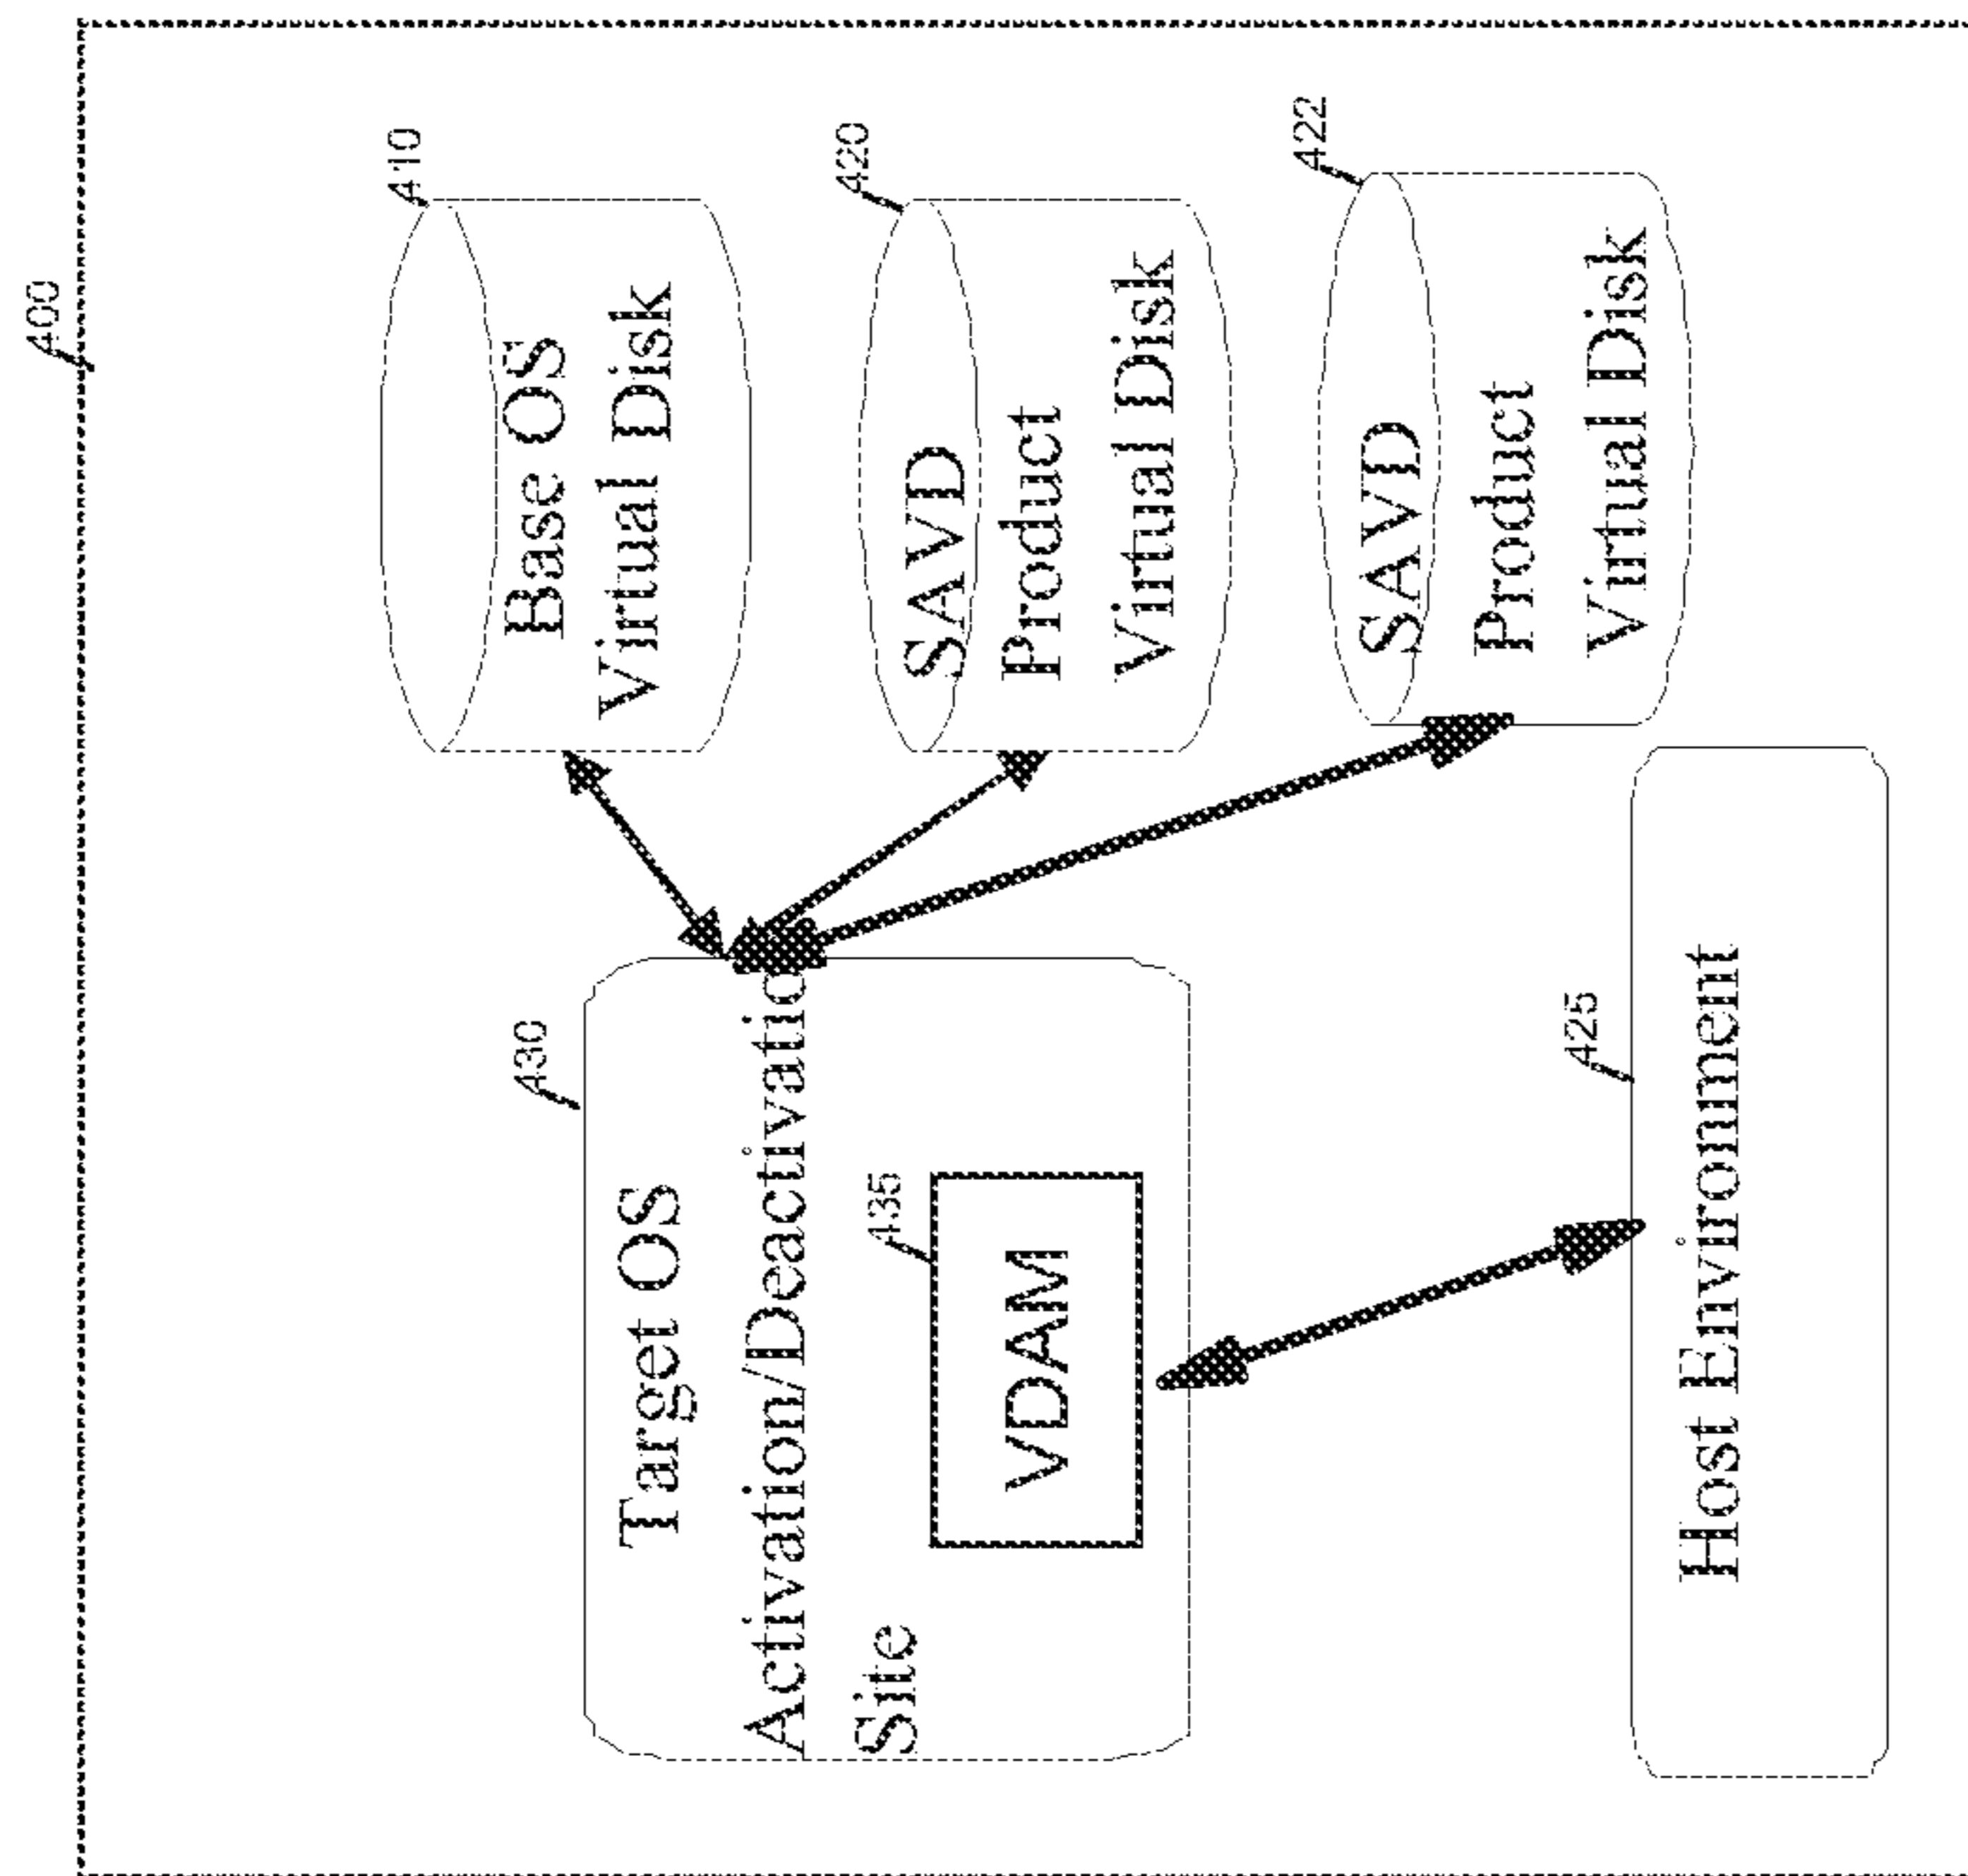 400
410
Base OS
Virtual Disk
420
SAVD
Product
Virtual Disk
422
SAVD
Product
Virtual Disk
430
Target OS
Activation/Deactivatio
Site
435
VDAM
425
Host Environment